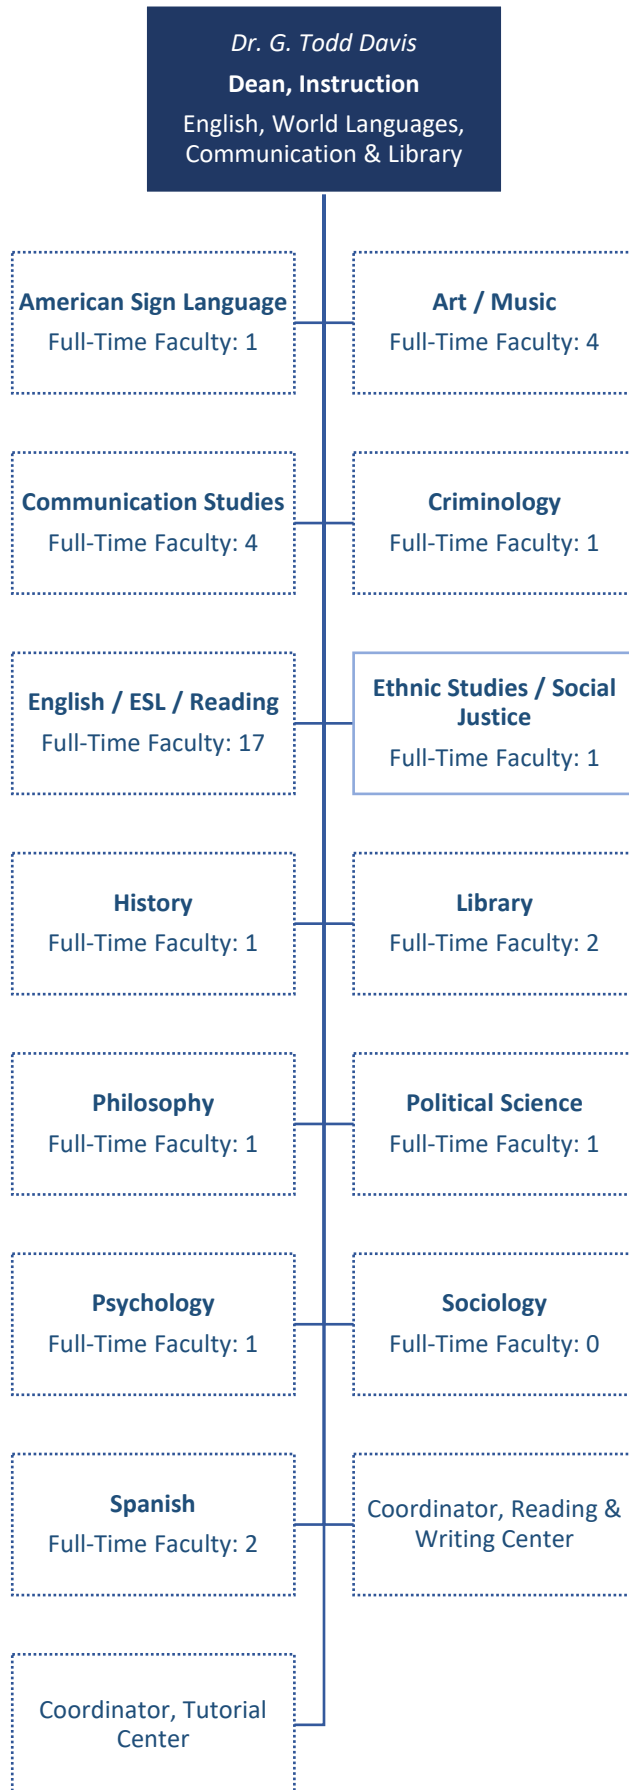 Dr. G. Todd Davis
Dean, Instruction
English, World Languages,
Communication & Library
American Sign Language
Full-Time Faculty: 1
Art / Music
Full-Time Faculty: 4
Communication Studies
Full-Time Faculty: 4
Criminology
Full-Time Faculty: 1
English / ESL / Reading
Full-Time Faculty: 17
Ethnic Studies / Social
Justice
Full-Time Faculty: 1
History
Full-Time Faculty: 1
Library
Full-Time Faculty: 2
Philosophy
Full-Time Faculty: 1
Political Science
Full-Time Faculty: 1
Psychology
Full-Time Faculty: 1
Sociology
Full-Time Faculty: 0
Spanish
Full-Time Faculty: 2
Coordinator, Reading &
Writing Center
Coordinator, Tutorial
Center